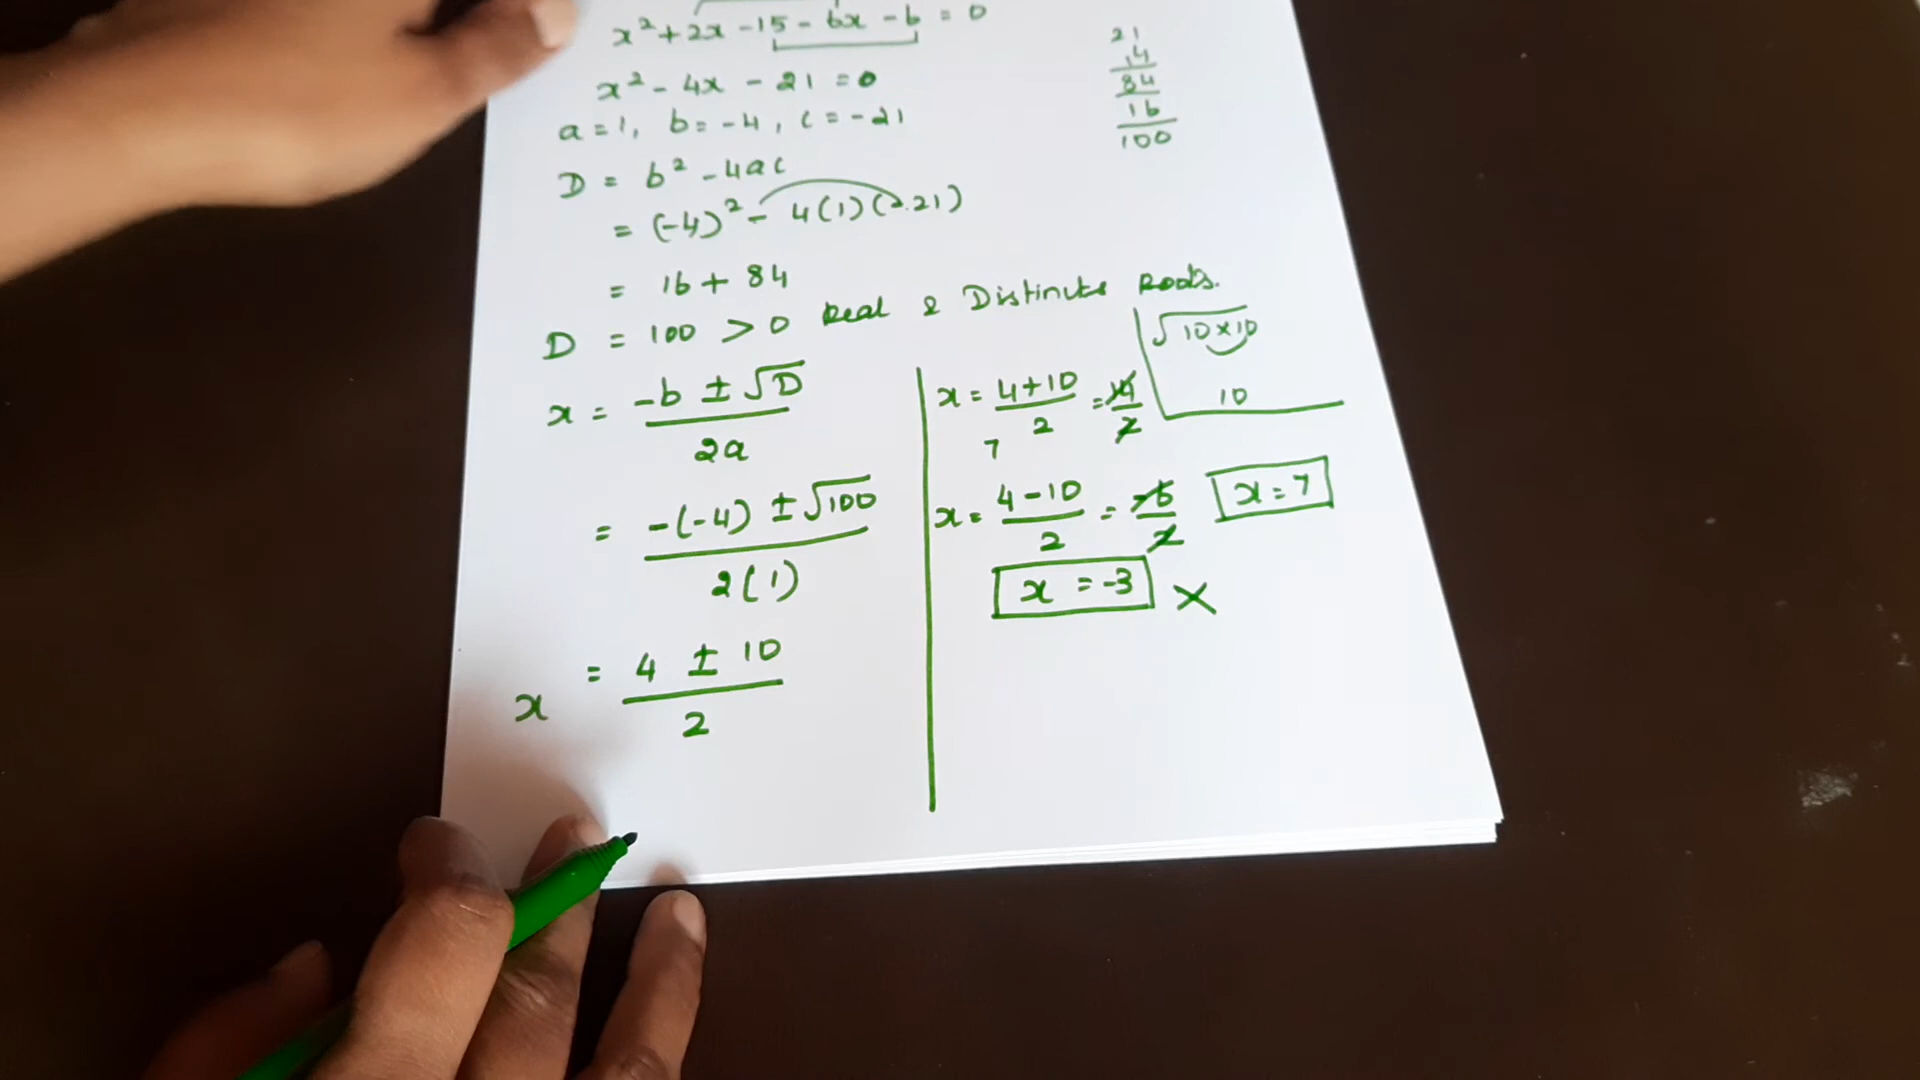 x² + 2x - 15 - 6x - 6 = 0
x² - 4x - 21 = 0
a = 1, b = -4, c = -21
D = b² - 4ac
= (-4)² - 4(1)(-21)
= 16 + 84
D = 100 > 0 Real & Distincts Roots.
x = -b ± √D / 2a
= -(-4) ± √100 / 2(1)
x = 4 ± 10 / 2
21
4
84
16
100
√10×10
10
x = 4+10 / 2 = 14 / 2
7
x = 7
x = 4-10 / 2 = -6 / 2
x = -3 ×